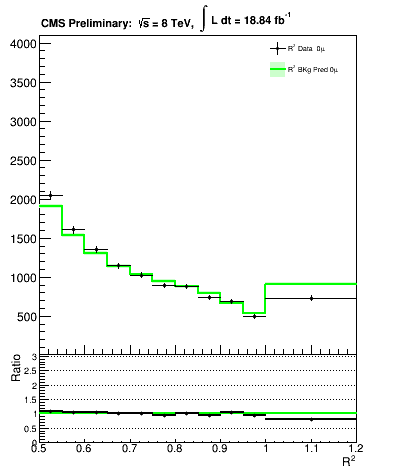 CMS Preliminary: √s = 8 TeV, ∫ L dt = 18.84 fb⁻¹
4000
R² Data 0μ
R² BKg Pred 0μ
3500
3000
2500
2000
1500
1000
500
Ratio
3
2.5
2
1.5
1
0.5
0
0.5 0.6 0.7 0.8 0.9 1 1.1 1.2
R²